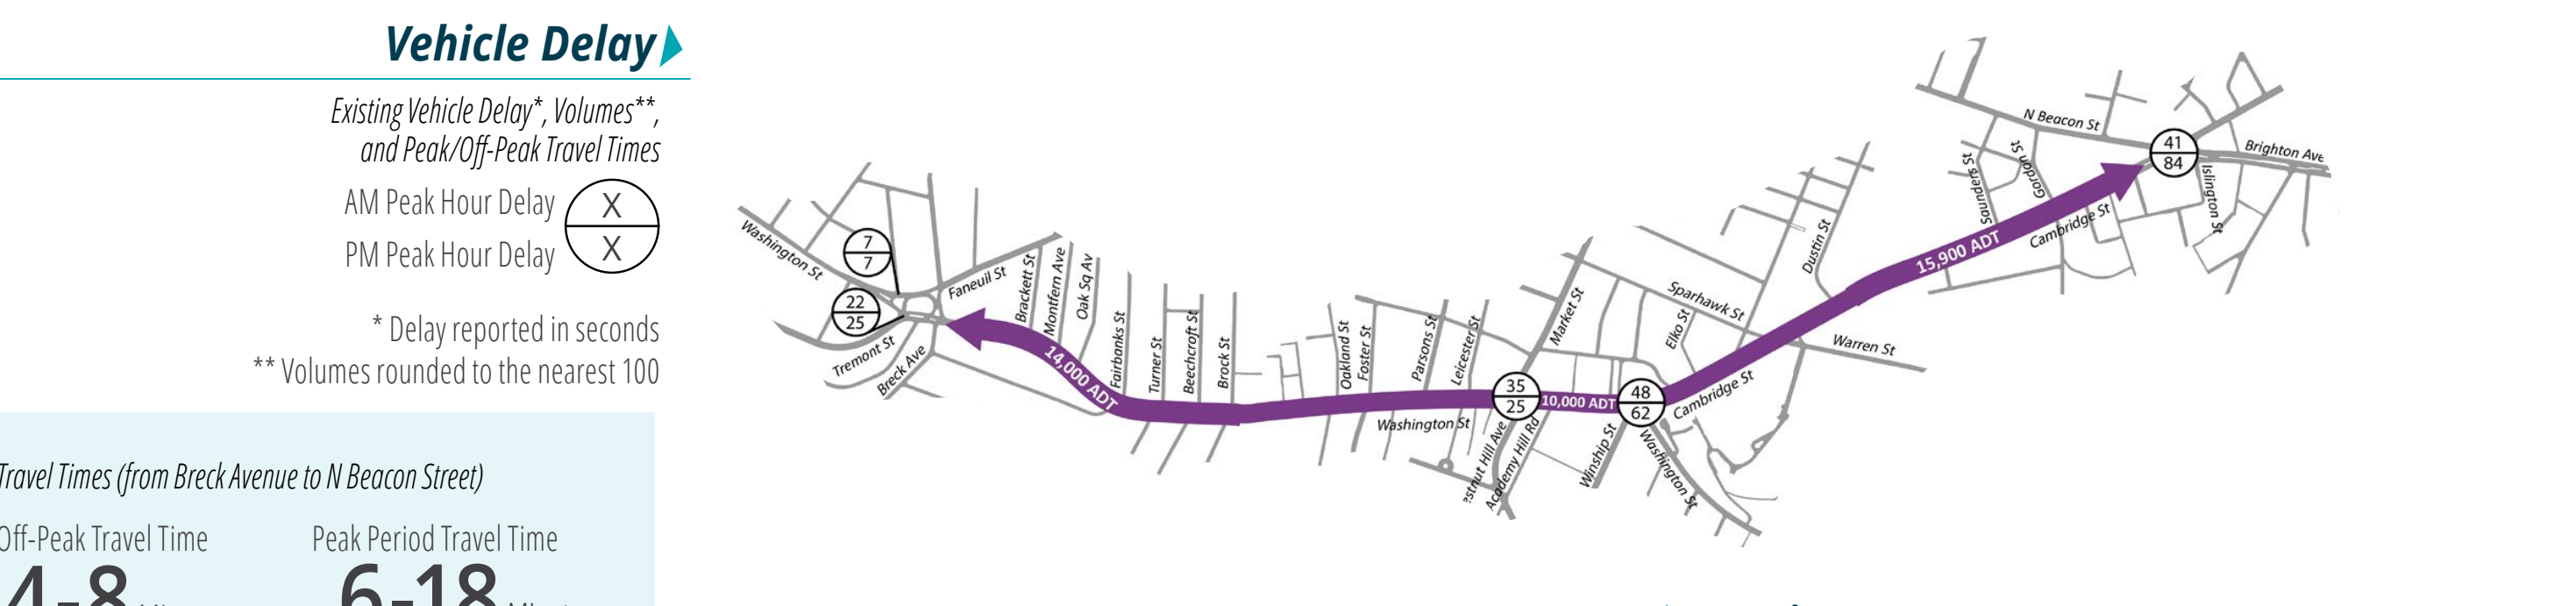 Vehicle Delay
Existing Vehicle Delay*, Volumes**,
and Peak/Off-Peak Travel Times
AM Peak Hour Delay
X
PM Peak Hour Delay
X
* Delay reported in seconds
** Volumes rounded to the nearest 100
Travel Times (from Breck Avenue to N Beacon Street)
Off-Peak Travel Time
4-8
Peak Period Travel Time
6-18
Washington St
7
7
22
25
Tremont St
Breck Ave
Faneuil St
Brackett St
Montfern Ave
Oak Sq Av
14,000 ADT
Fairbanks St
Turner St
Beechcroft St
Brock St
Oakland St
Foster St
Parsons St
Leicester St
Washington St
Market St
35
25
estnut Hill Ave
Academy Hill Rd
10,000 ADT
48
62
Winship St
Washington St
Cambridge St
Elko St
Sparhawk St
Dustin St
Warren St
15,900 ADT
Cambridge St
Saunders St
Gordon St
N Beacon St
41
84
Brighton Ave
Islington St